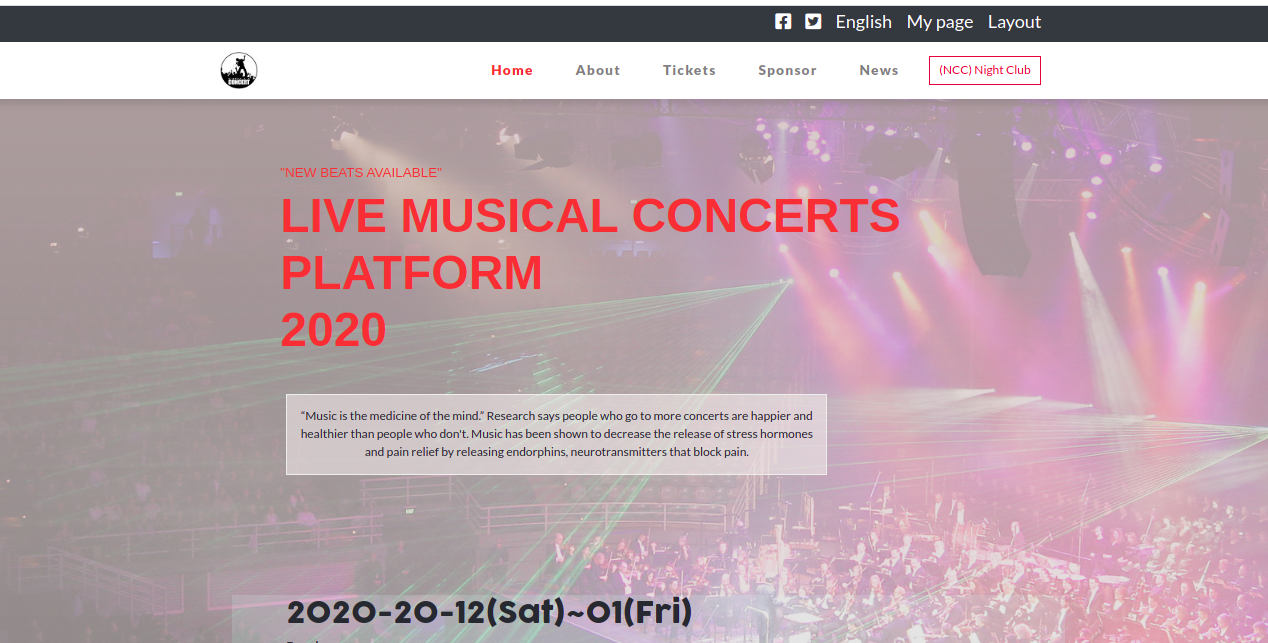 English My page Layout
CONCERT
Home About Tickets Sponsor News (NCC) Night Club
"NEW BEATS AVAILABLE"
LIVE MUSICAL CONCERTS
PLATFORM
2020
“Music is the medicine of the mind.” Research says people who go to more concerts are happier and
healthier than people who don't. Music has been shown to decrease the release of stress hormones
and pain relief by releasing endorphins, neurotransmitters that block pain.
2020-20-12(Sat)~01(Fri)